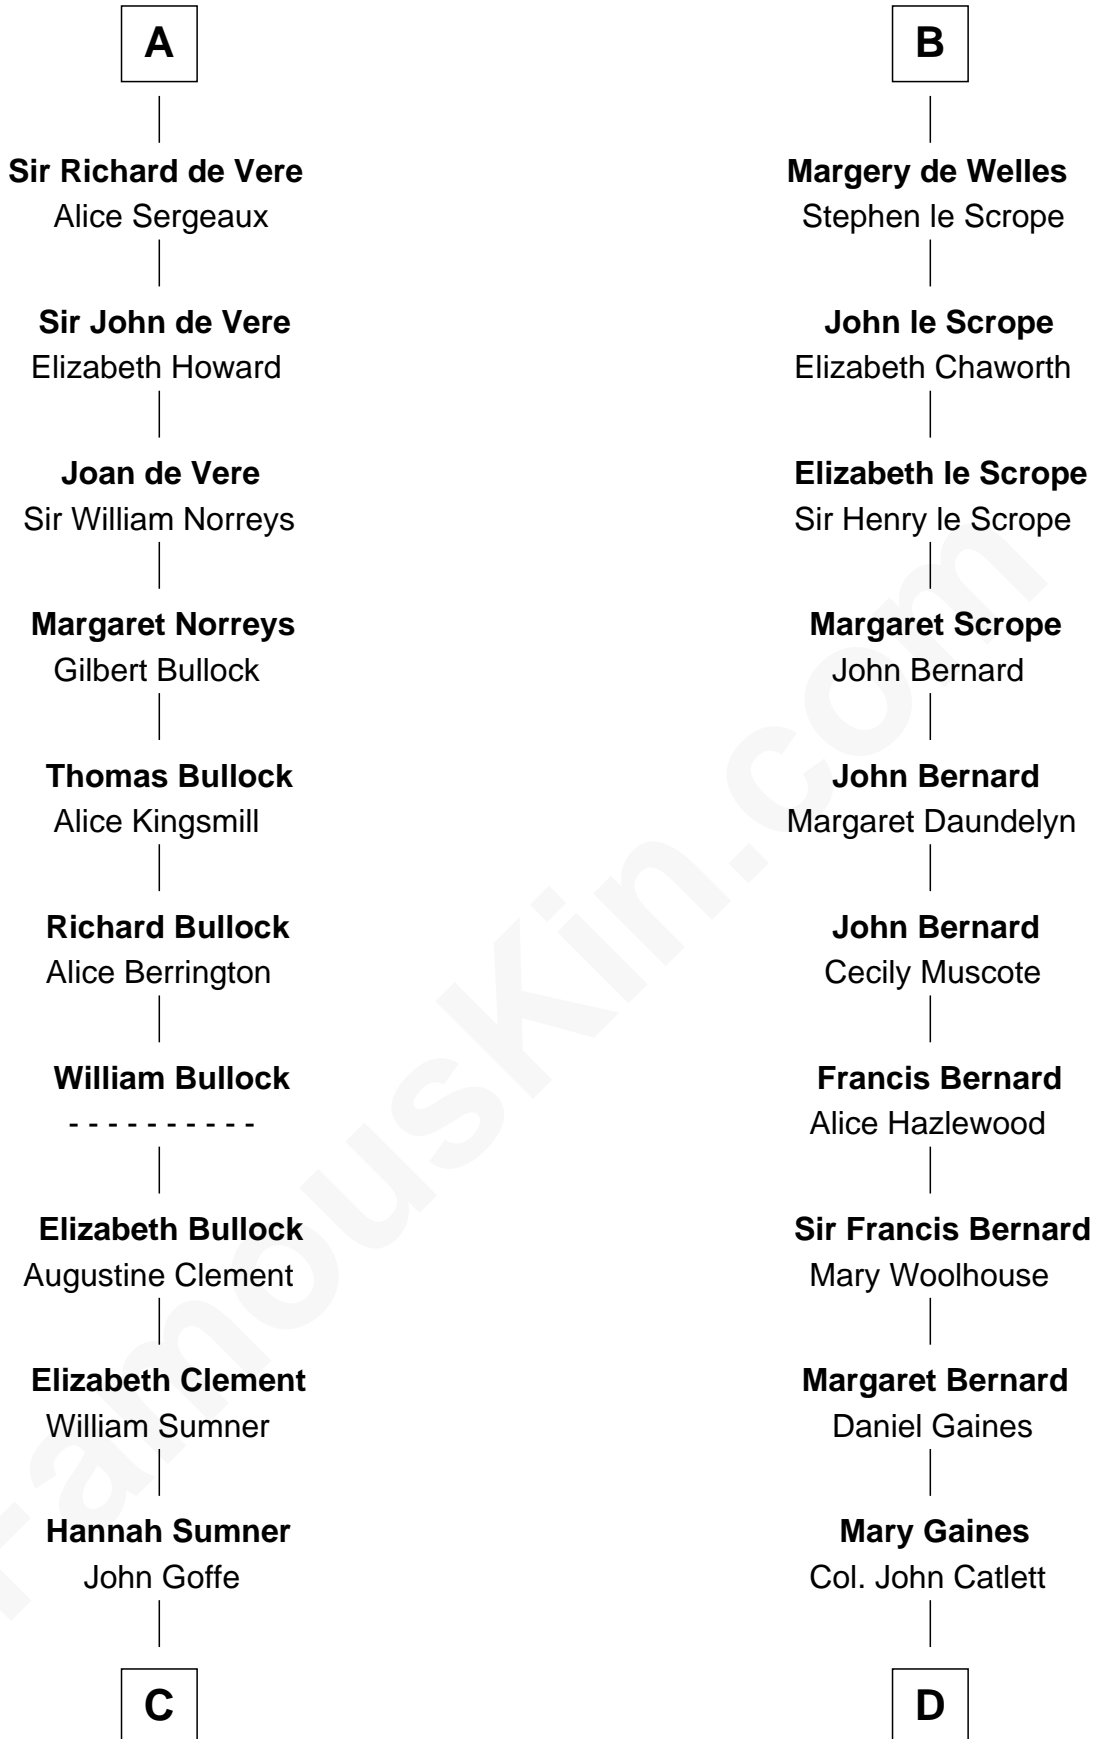 A
Sir Richard de Vere
Alice Sergeaux
Sir John de Vere
Elizabeth Howard
Joan de Vere
Sir William Norreys
Margaret Norreys
Gilbert Bullock
Thomas Bullock
Alice Kingsmill
Richard Bullock
Alice Berrington
William Bullock
- - - - - - - - - -
Elizabeth Bullock
Augustine Clement
Elizabeth Clement
William Sumner
Hannah Sumner
John Goffe
C
B
Margery de Welles
Stephen le Scrope
John le Scrope
Elizabeth Chaworth
Elizabeth le Scrope
Sir Henry le Scrope
Margaret Scrope
John Bernard
John Bernard
Margaret Daundelyn
John Bernard
Cecily Muscote
Francis Bernard
Alice Hazlewood
Sir Francis Bernard
Mary Woolhouse
Margaret Bernard
Daniel Gaines
Mary Gaines
Col. John Catlett
D
FamousKin.com